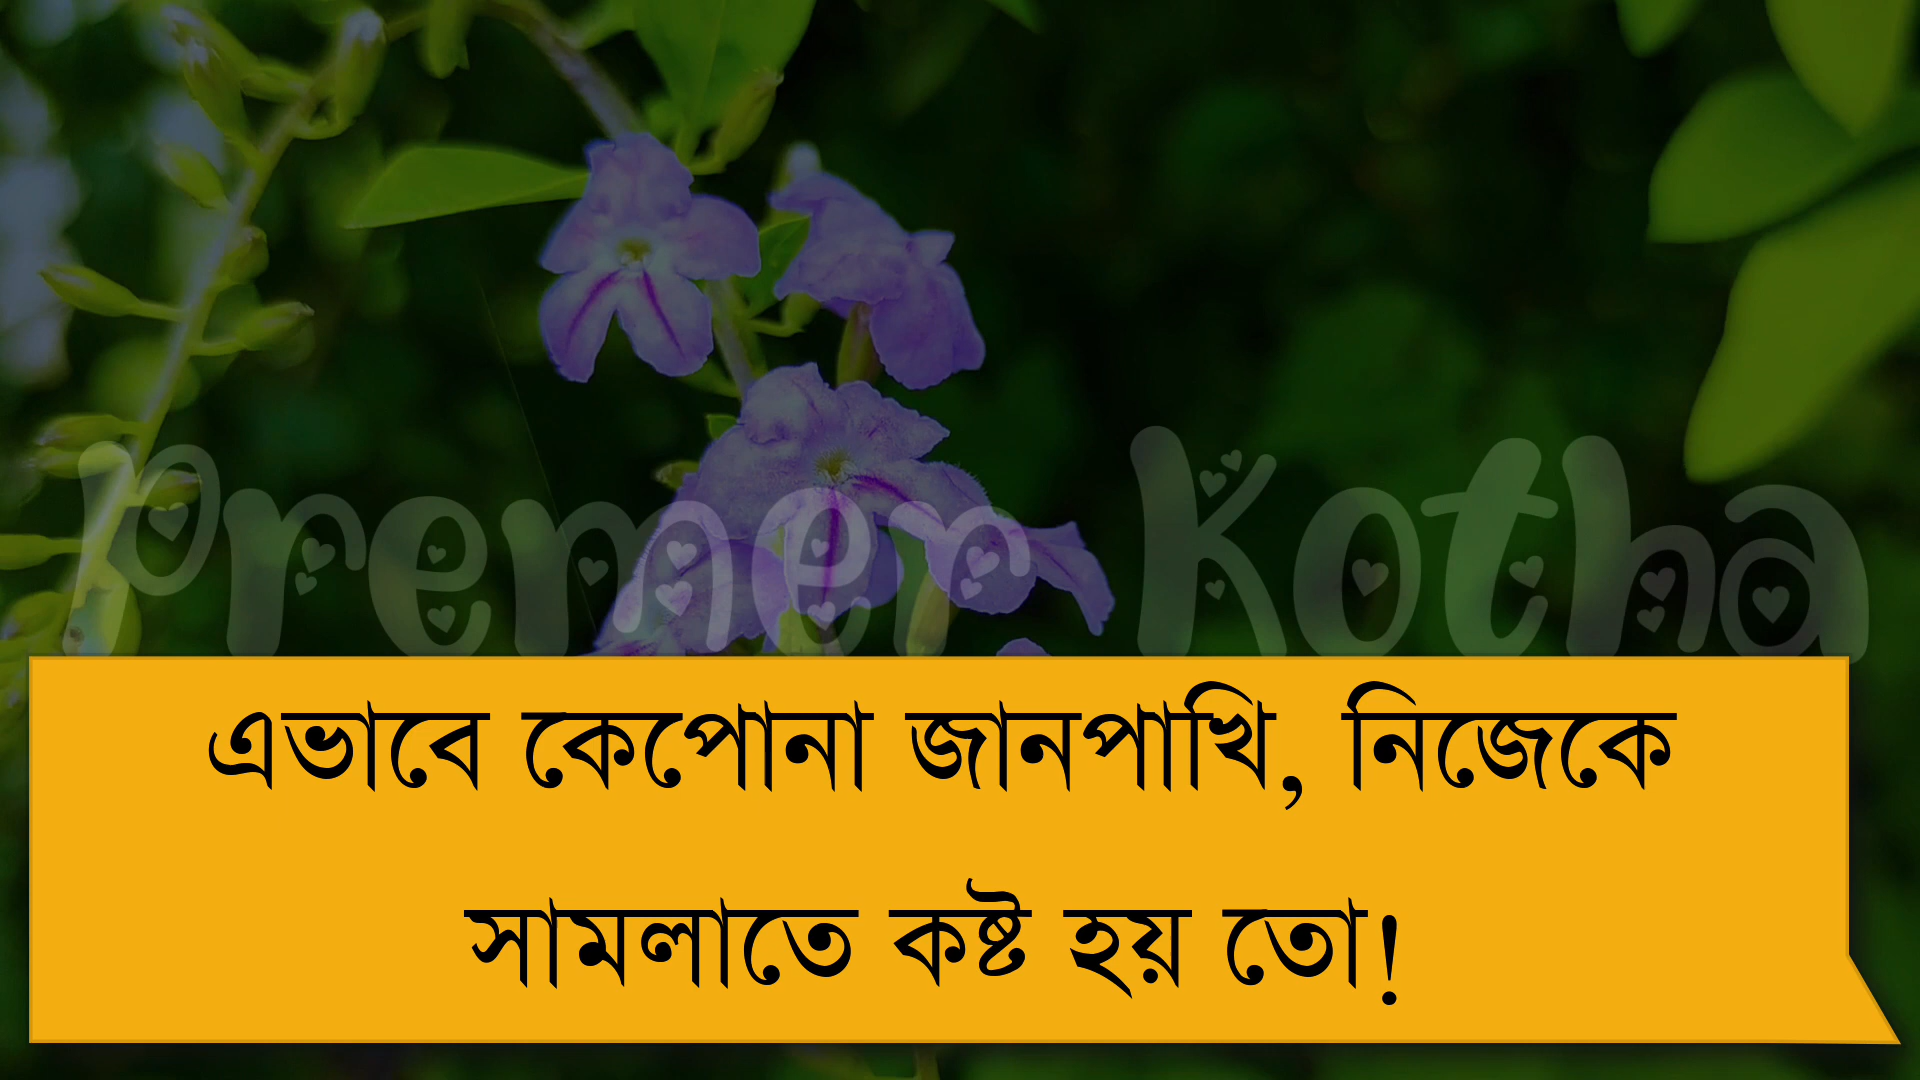 Premer Kotha
এভাবে কেপোনা জানপাখি, নিজেকে
সামলাতে কষ্ট হয় তো!